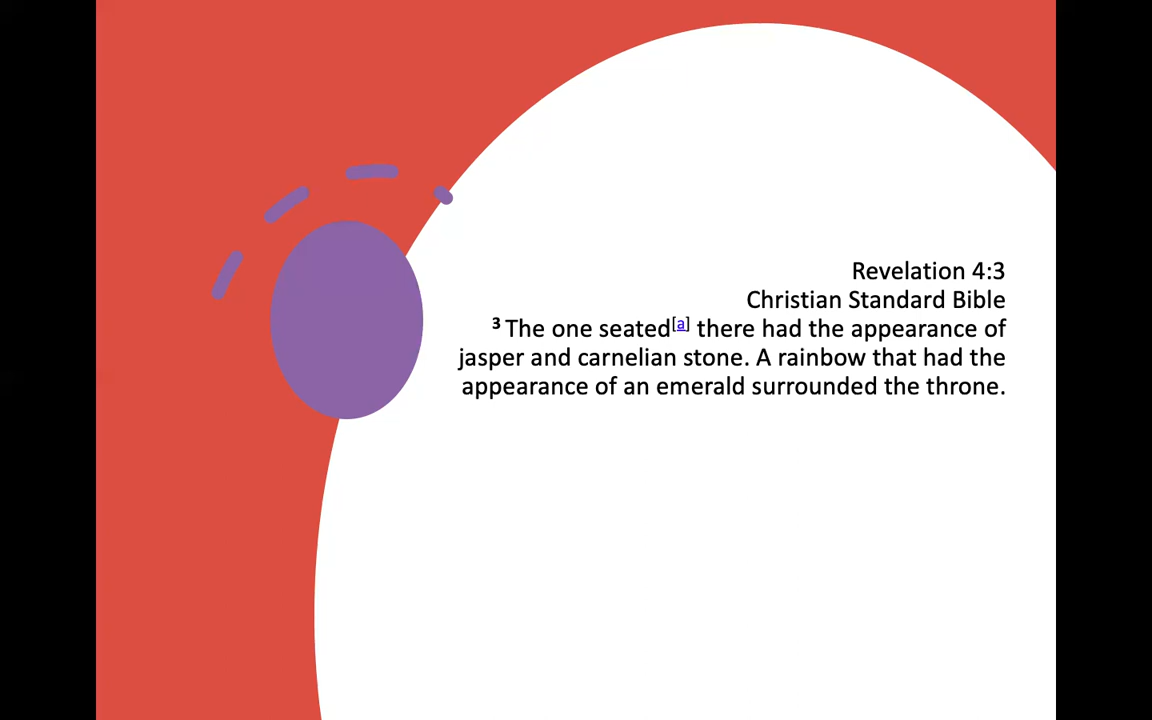 Revelation 4:3
Christian Standard Bible
3 The one seated[a] there had the appearance of
jasper and carnelian stone. A rainbow that had the
appearance of an emerald surrounded the throne.